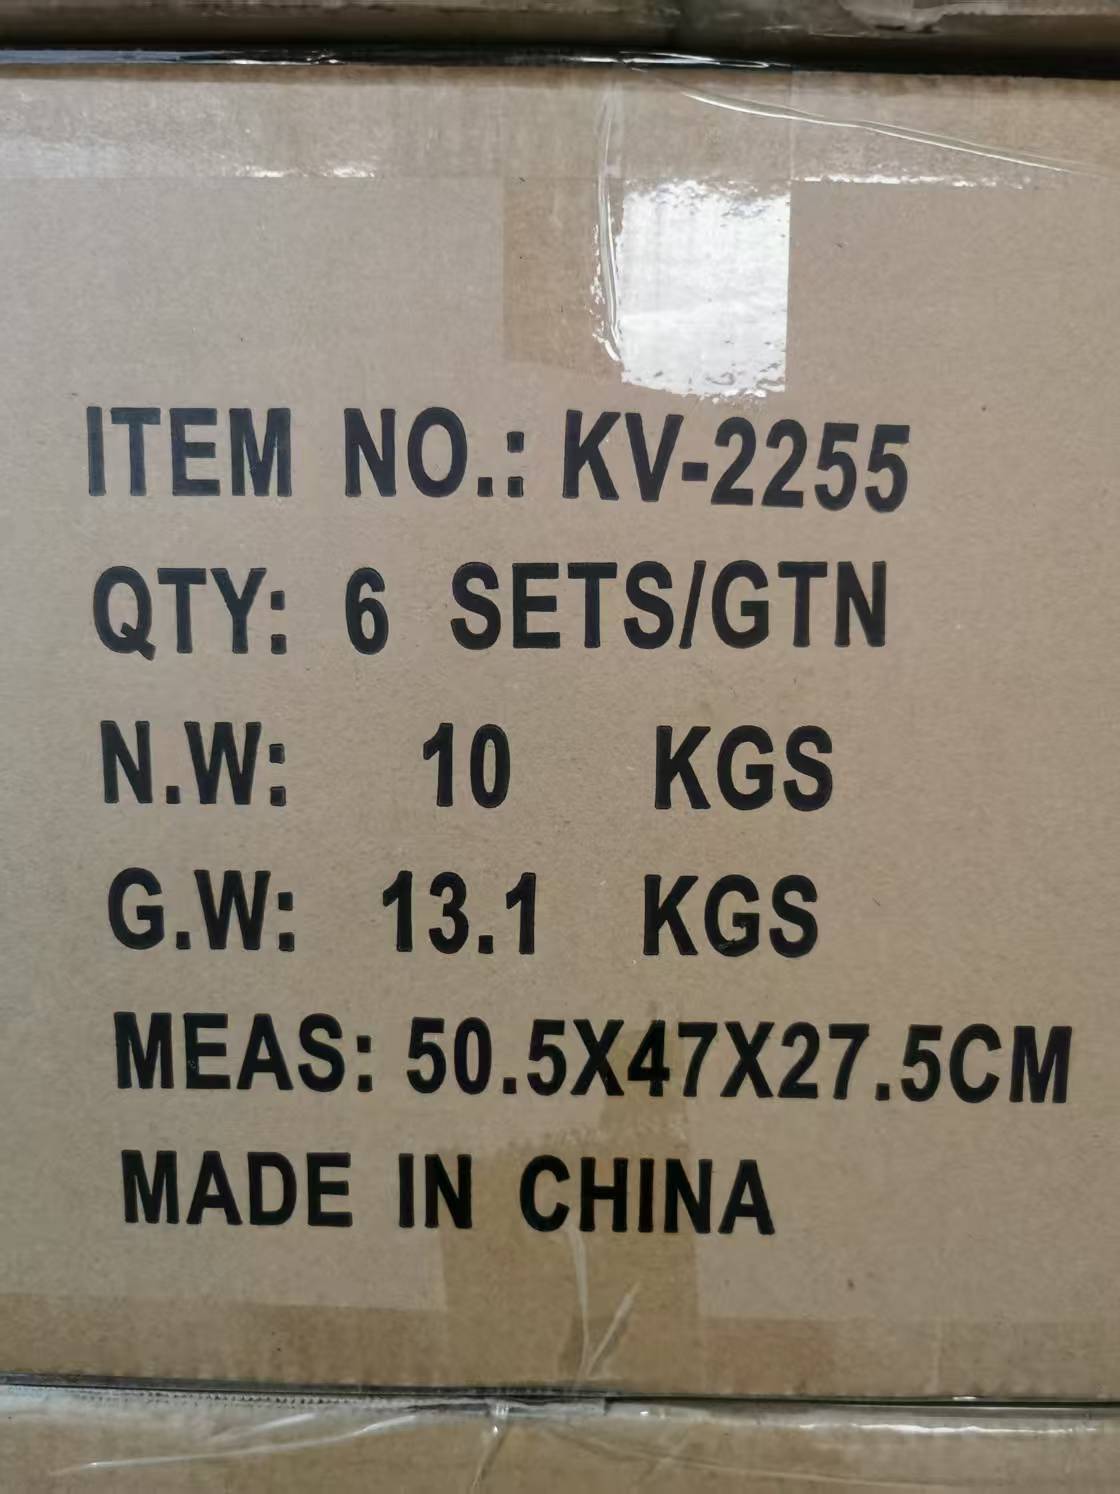 ITEM NO.: KV-2255
QTY: 6 SETS/GTN
N.W: 10 KGS
G.W: 13.1 KGS
MEAS: 50.5X47X27.5CM
MADE IN CHINA